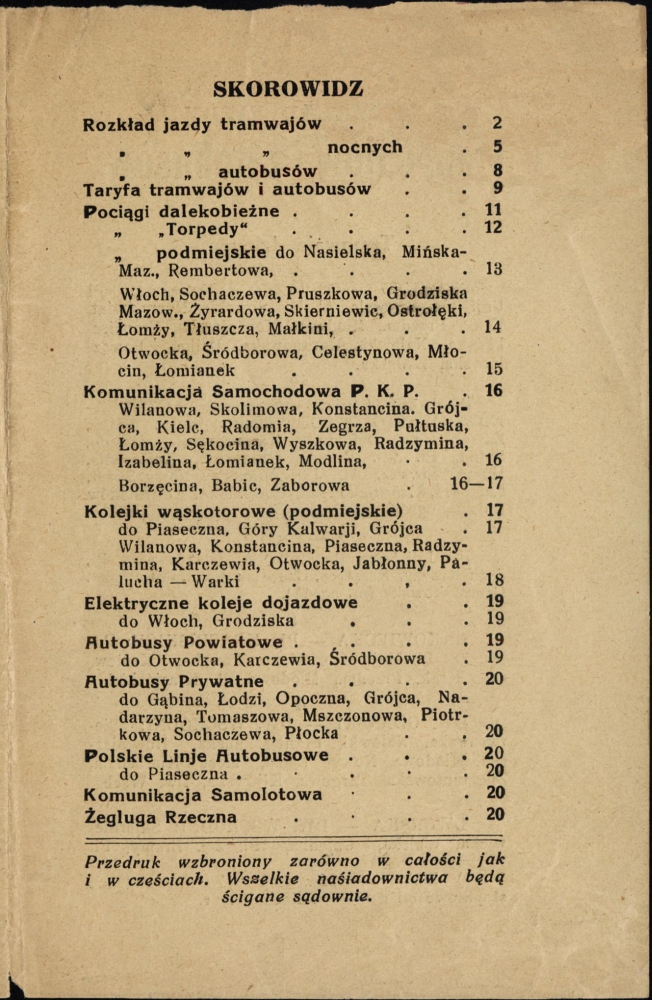 SKOROWIDZ
Rozkład jazdy tramwajów . . . 2
„ „ „ nocnych . 5
„ „ autobusów . . . 8
Taryfa tramwajów i autobusów . . 9
Pociągi dalekobieżne . . . . 11
„ „Torpedy“ . . . . 12
„ podmiejskie do Nasielska, Mińska-
Maz., Rembertowa, . . . . 13
Włoch, Sochaczewa, Pruszkowa, Grodziska
Mazow., Żyrardowa, Skierniewic, Ostrołęki,
Łomży, Tłuszcza, Małkini, . . . 14
Otwocka, Śródborowa, Celestynowa, Mło-
cin, Łomianek . . . . 15
Komunikacja Samochodowa P. K. P. . 16
Wilanowa, Skolimowa, Konstancina. Grój-
ca, Kielc, Radomia, Zegrza, Pułtuska,
Łomży, Sękocina, Wyszkowa, Radzymina,
Izabelina, Łomianek, Modlina, . . 16
Borzęcina, Babic, Zaborowa . 16—17
Kolejki wąskotorowe (podmiejskie) . 17
do Piaseczna, Góry Kalwarji, Grójca . 17
Wilanowa, Konstancina, Piaseczna, Radzy-
mina, Karczewia, Otwocka, Jabłonny, Pa-
lucha — Warki . . . . 18
Elektryczne koleje dojazdowe . . 19
do Włoch, Grodziska . . . 19
Autobusy Powiatowe . . . . 19
do Otwocka, Karczewia, Śródborowa . 19
Autobusy Prywatne . . . . 20
do Gąbina, Łodzi, Opoczna, Grójca, Na-
darzyna, Tomaszowa, Mszczonowa, Piotr-
kowa, Sochaczewa, Płocka . . 20
Polskie Linje Autobusowe . . . 20
do Piaseczna . . . . 20
Komunikacja Samolotowa . . . 20
Żegluga Rzeczna . . . . 20
Przedruk wzbroniony zarówno w całości jak
i w cześciach. Wszelkie naśiadownictwa będą
ścigane sądownie.